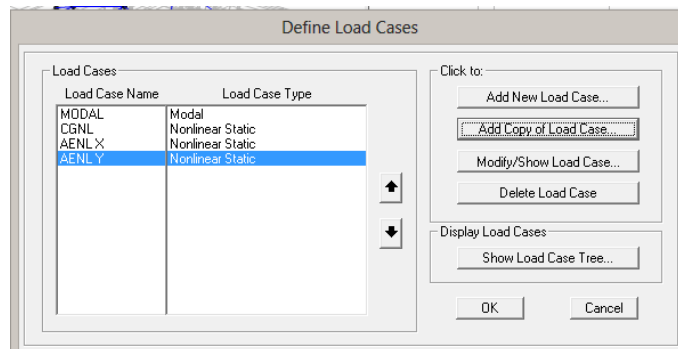 Define Load Cases
Load Cases
Load Case Name Load Case Type
MODAL Modal
CGNL Nonlinear Static
AENL X Nonlinear Static
AENL Y Nonlinear Static
Click to:
Add New Load Case...
Add Copy of Load Case...
Modify/Show Load Case...
Delete Load Case
Display Load Cases
Show Load Case Tree...
OK Cancel